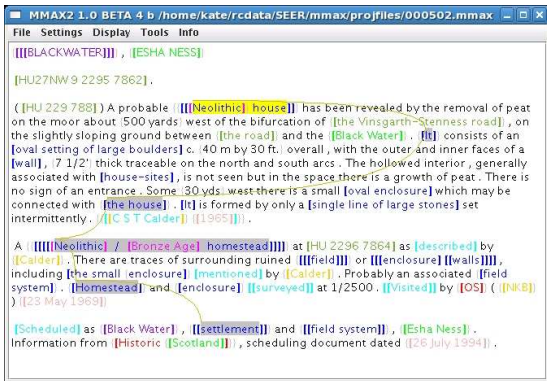 MMAX2 1.0 BETA 4 b /home/kate/rcdata/SEER/mmax/projfiles/000502.mmax
File Settings Display Tools Info
[[[BLACKWATER]]] , [ESHA NESS]
[HU27NW 9 2295 7862] .
( [HU 229 788] ) A probable [[[Neolithic] house]] has been revealed by the removal of peat
on the moor about [500 yards] west of the bifurcation of [the Vinsgarth-Stenness road] , on
the slightly sloping ground between [the road] and the [Black Water] . [It] consists of an
[oval setting of large boulders] c. [40 m by 30 ft.] overall , with the outer and inner faces of a
[wall] , [7 1/2'] thick traceable on the north and south arcs . The hollowed interior , generally
associated with [house-sites] , is not seen but in the space there is a growth of peat . There is
no sign of an entrance . Some [30 yds] west there is a small [oval enclosure] which may be
connected with [the house] . [It] is formed by only a [single line of large stones] set
intermittently . [[[C S T Calder] [1965]]] .
A [[[[[Neolithic] / [Bronze Age] homestead]]]] at [HU 2296 7864] as [described] by
[Calder] . There are traces of surrounding ruined [[[field]]] or [[[enclosure] [walls]]]] ,
including [the small [enclosure] [mentioned] by [Calder] . Probably an associated [field
system] . [[Homestead]] and [enclosure] [[surveyed]] at 1/2500 . [[Visited] by [OS] ( [[NKB]]
) [[23 May 1969]]
[Scheduled] as [Black Water] , [[[settlement]] and [[field system]] , [Esha Ness] .
Information from [[Historic [Scotland]]] , scheduling document dated [26 July 1994] .